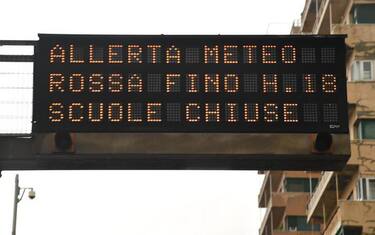 ALLERTA METEO
ROSSA FINO H.18
SCUOLE CHIUSE